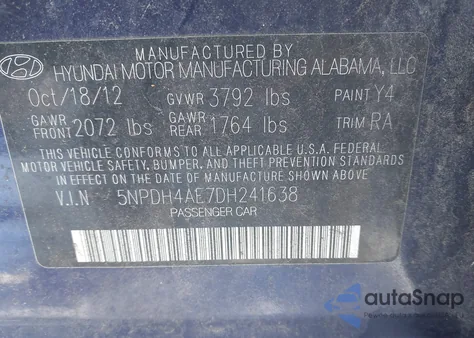 MANUFACTURED BY
HYUNDAI MOTOR MANUFACTURING ALABAMA, LLC
Oct/18/12 GVWR 3792 lbs PAINT Y4
GAWR FRONT 2072 lbs GAWR REAR 1764 lbs TRIM RA
THIS VEHICLE CONFORMS TO ALL APPLICABLE U.S.A FEDERAL
MOTOR VEHICLE SAFETY, BUMPER, AND THEFT PREVENTION STANDARDS
IN EFFECT ON THE DATE OF MANUFACTURE SHOWN ABOVE.
V.I.N 5NPDH4AE7DH241638
PASSENGER CAR
autoSnap